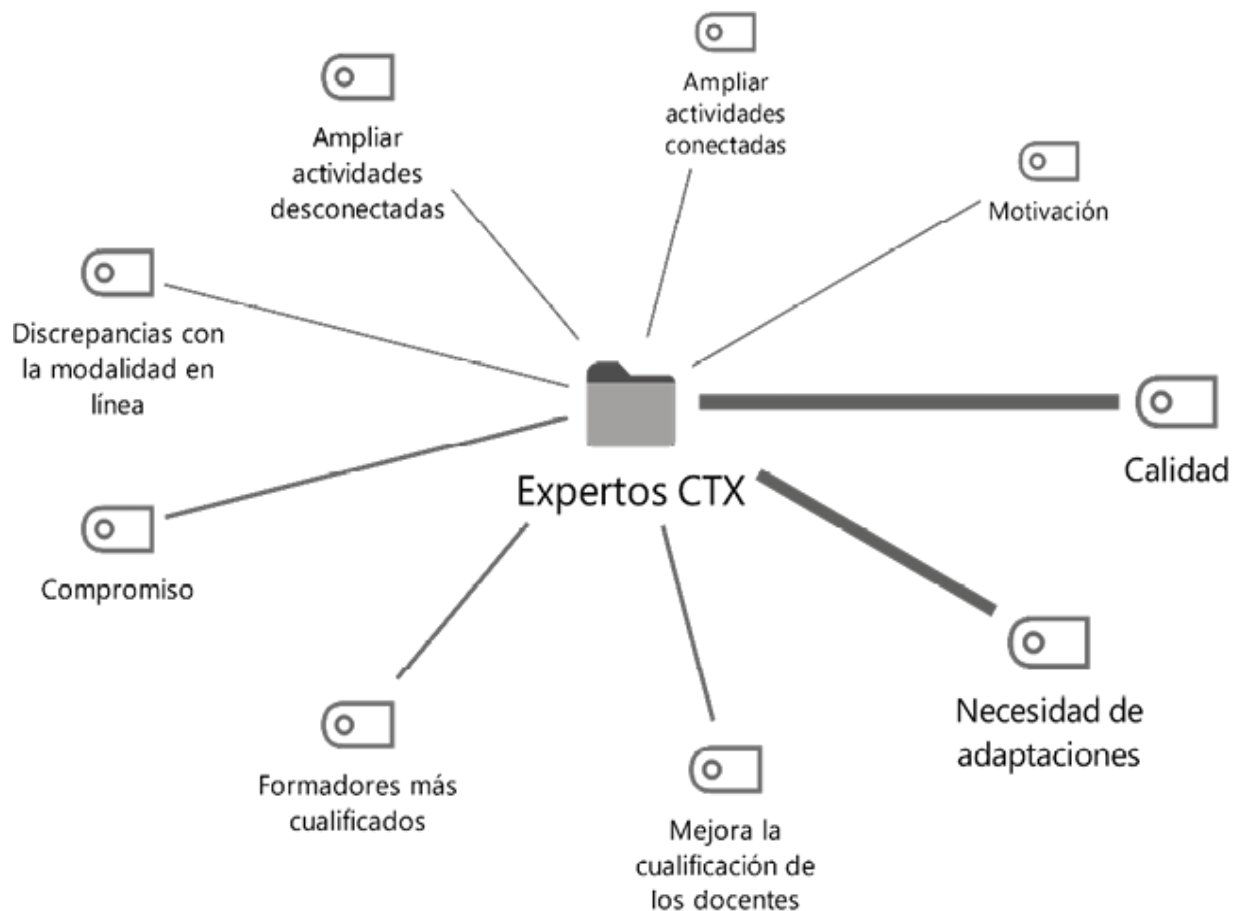 Ampliar
actividades
conectadas
Ampliar
actividades
desconectadas
Motivación
Discrepancias con
la modalidad en
línea
Expertos CTX
Calidad
Compromiso
Necesidad de
adaptaciones
Formadores más
cualificados
Mejora la
cualificación de
los docentes